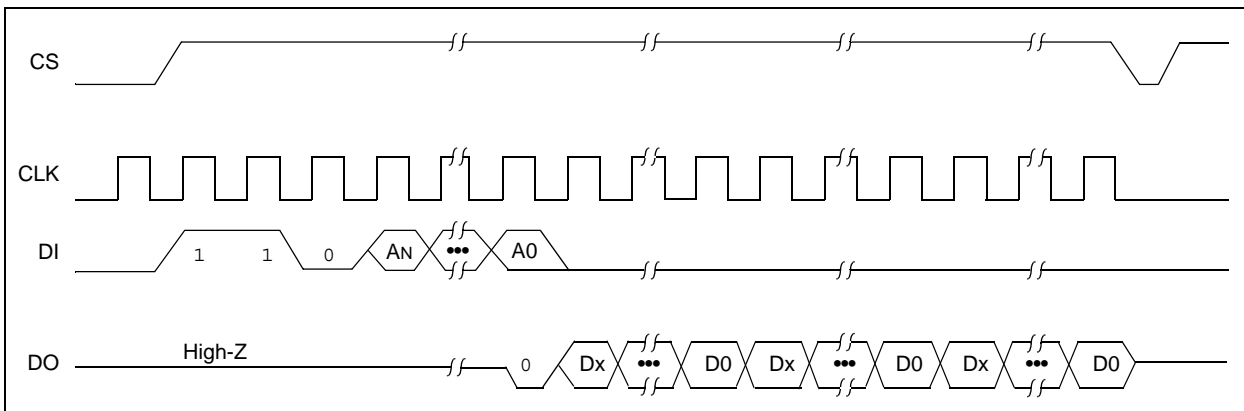 CS
CLK
DI 1 1 0 AN ••• A0
High-Z
DO 0 Dx ••• D0 Dx ••• D0 Dx ••• D0